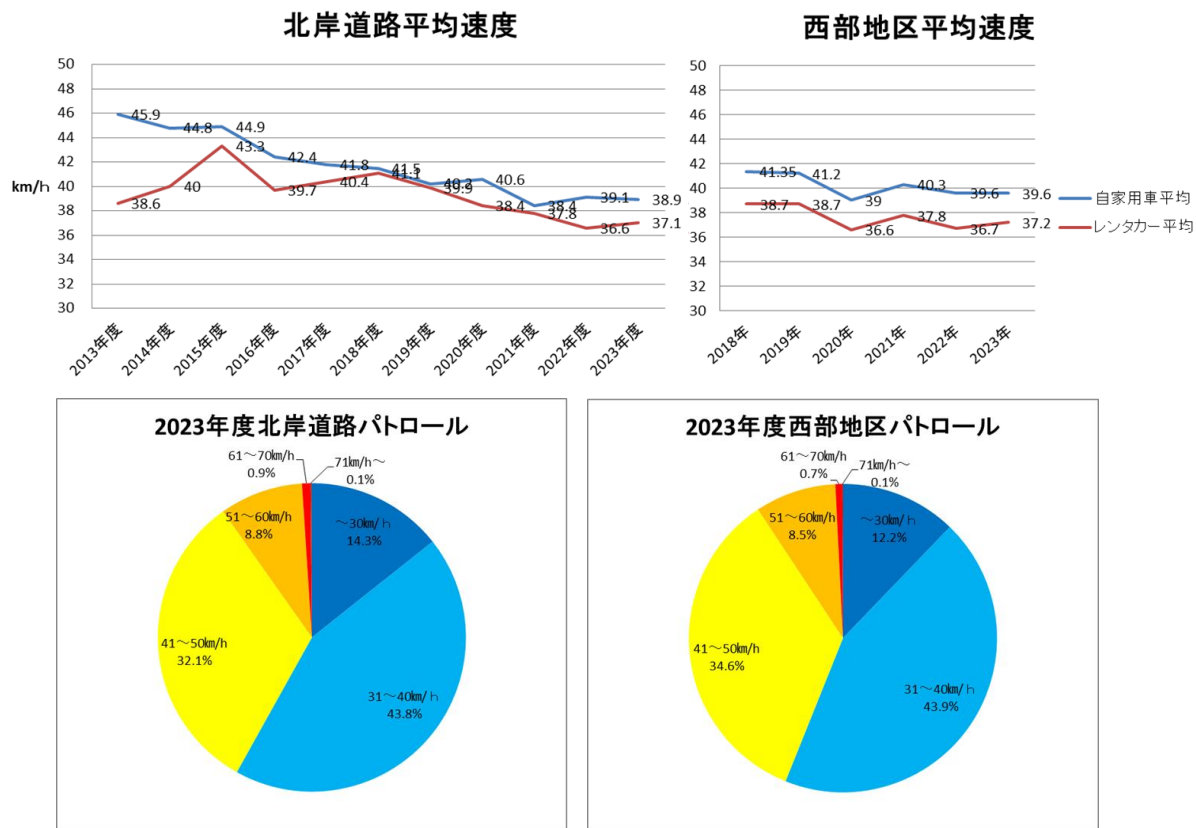 北岸道路平均速度
50
48
46
44
42
40
38
36
34
32
30
km/h
45.9
44.8
44.9
42.4
41.8
41.5
40.2
40.6
38.4
39.1
38.9
38.6
40
43.3
39.7
40.4
41.1
39.9
38.4
37.8
36.6
37.1
2013年度
2014年度
2015年度
2016年度
2017年度
2018年度
2019年度
2020年度
2021年度
2022年度
2023年度
西部地区平均速度
50
48
46
44
42
40
38
36
34
32
30
41.35
41.2
39
40.3
39.6
39.6
38.7
38.7
36.6
37.8
36.7
37.2
2018年
2019年
2020年
2021年
2022年
2023年
自家用車平均
レンタカー平均
2023年度北岸道路パトロール
61～70km/h
0.9%
71km/h～
0.1%
51～60km/h
8.8%
～30km/h
14.3%
41～50km/h
32.1%
31～40km/h
43.8%
2023年度西部地区パトロール
61～70km/h
0.7%
71km/h～
0.1%
51～60km/h
8.5%
～30km/h
12.2%
41～50km/h
34.6%
31～40km/h
43.9%